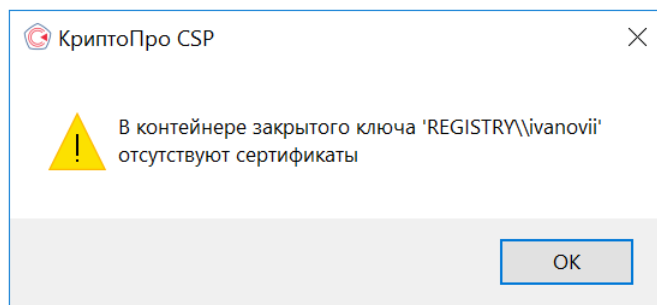 КриптоПро CSP
В контейнере закрытого ключа 'REGISTRY\\ivanovii'
отсутствуют сертификаты
OK